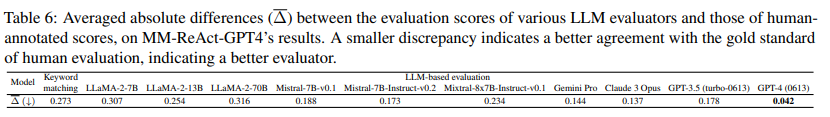 Table 6: Averaged absolute differences (Δ̅) between the evaluation scores of various LLM evaluators and those of human-
annotated scores, on MM-ReAct-GPT4's results. A smaller discrepancy indicates a better agreement with the gold standard
of human evaluation, indicating a better evaluator.
Model Keyword matching LLM-based evaluation
LLaMA-2-7B LLaMA-2-13B LLaMA-2-70B Mistral-7B-v0.1 Mistral-7B-Instruct-v0.2 Mixtral-8x7B-Instruct-v0.1 Gemini Pro Claude 3 Opus GPT-3.5 (turbo-0613) GPT-4 (0613)
Δ̅ (↓) 0.273 0.307 0.254 0.316 0.188 0.173 0.234 0.144 0.137 0.178 0.042